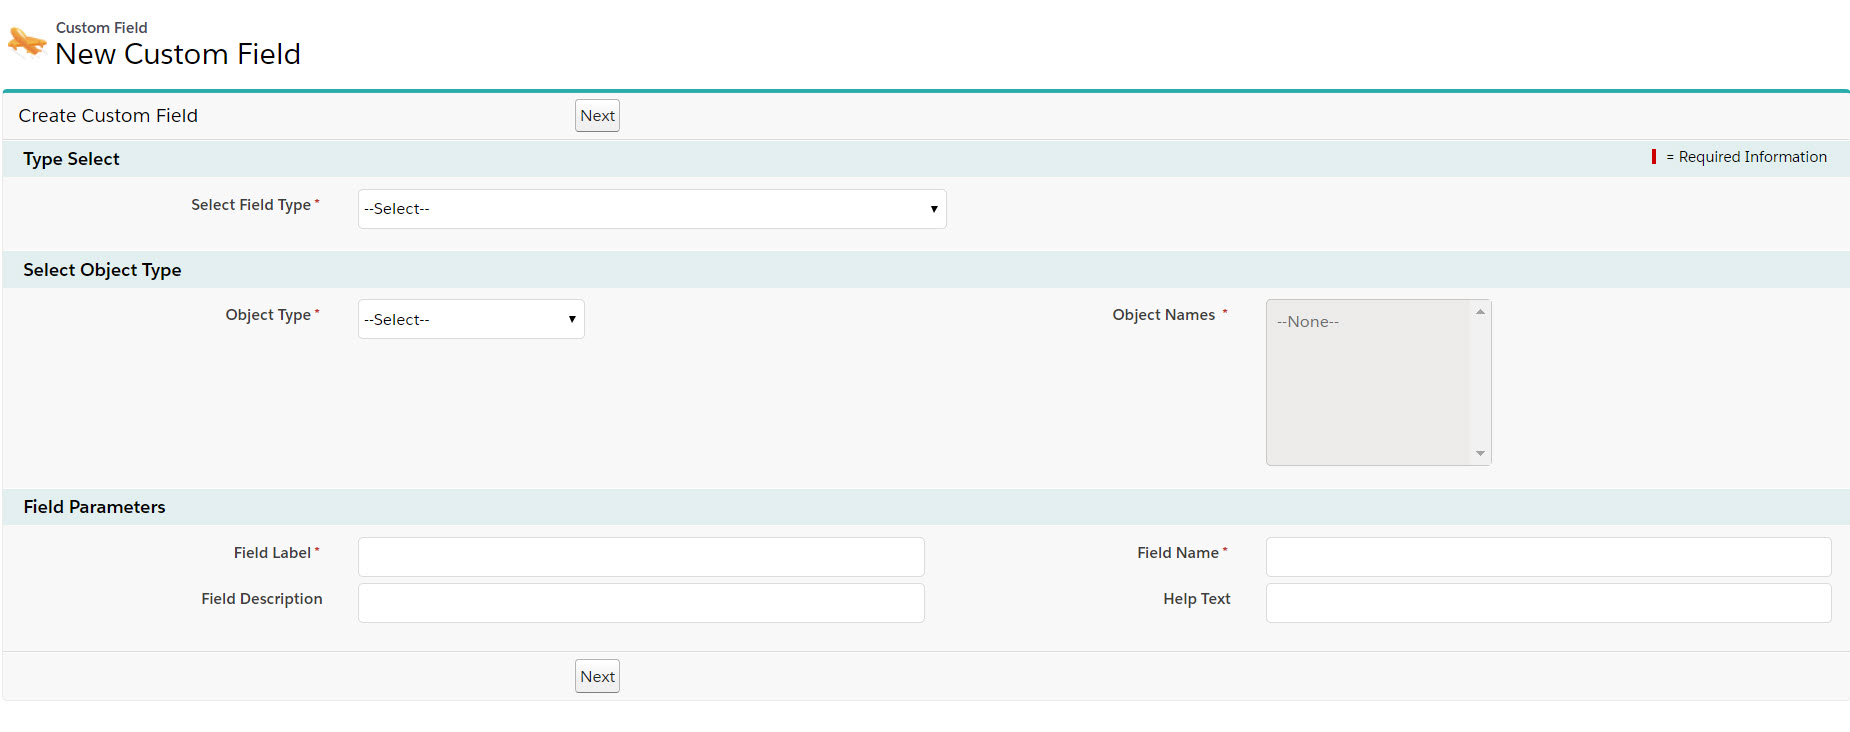 Custom Field
New Custom Field
Create Custom Field Next
Type Select = Required Information
Select Field Type * --Select--
Select Object Type
Object Type * --Select-- Object Names * --None--
Field Parameters
Field Label * Field Name *
Field Description Help Text
Next